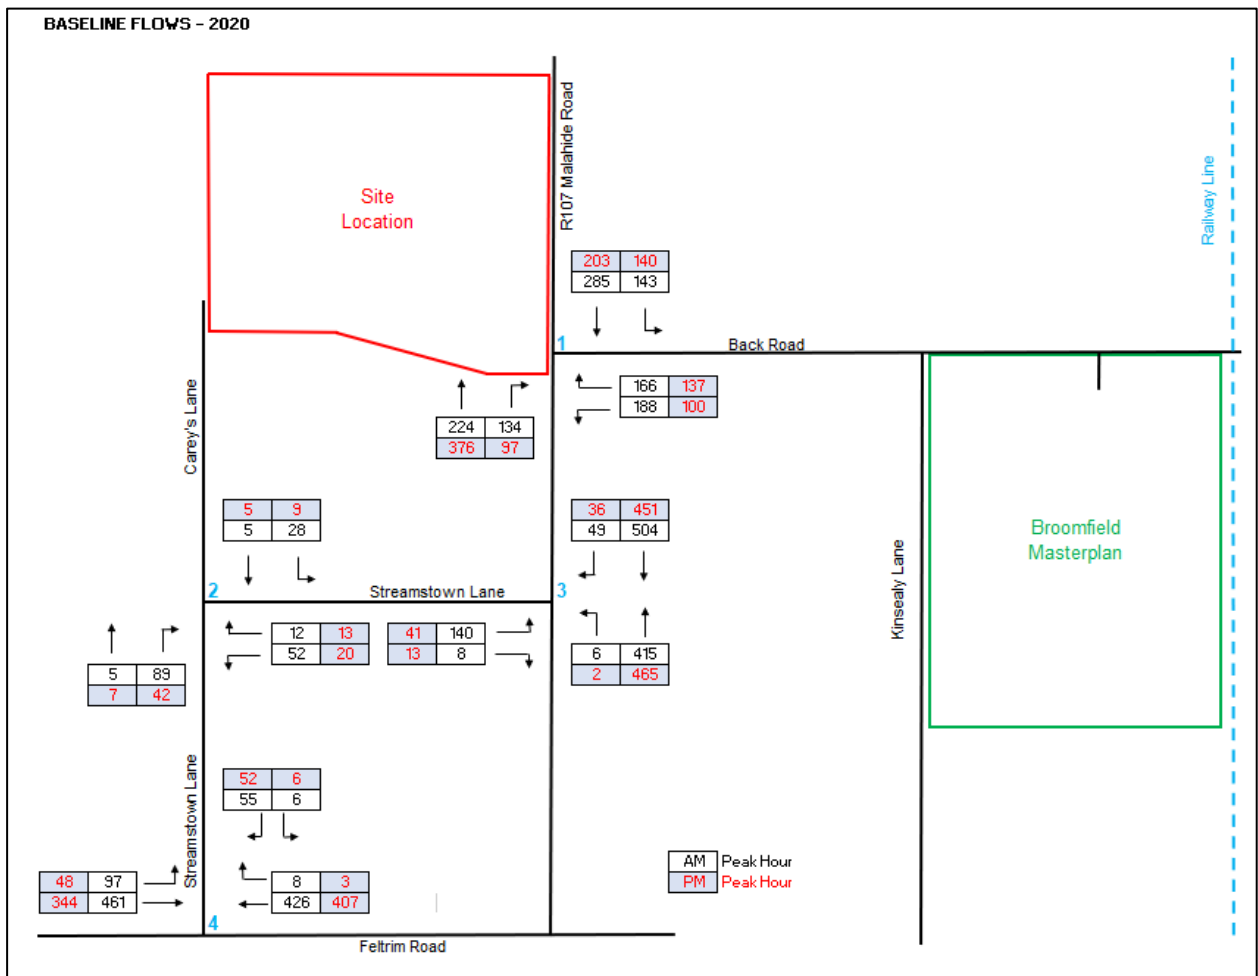 BASELINE FLOWS - 2020
R107 Malahide Road
Railway Line
Site
Location
203 140
285 143
1
Back Road
166 137
188 100
Carey's Lane
224 134
376 97
5 9
5 28
36 451
49 504
Kinsealy Lane
Broomfield
Masterplan
2
Streamstown Lane
3
12 13
52 20
41 140
13 8
6 415
2 465
5 89
7 42
Streamstown Lane
52 6
55 6
AM Peak Hour
PM Peak Hour
48 97
344 461
8 3
426 407
4
Feltrim Road